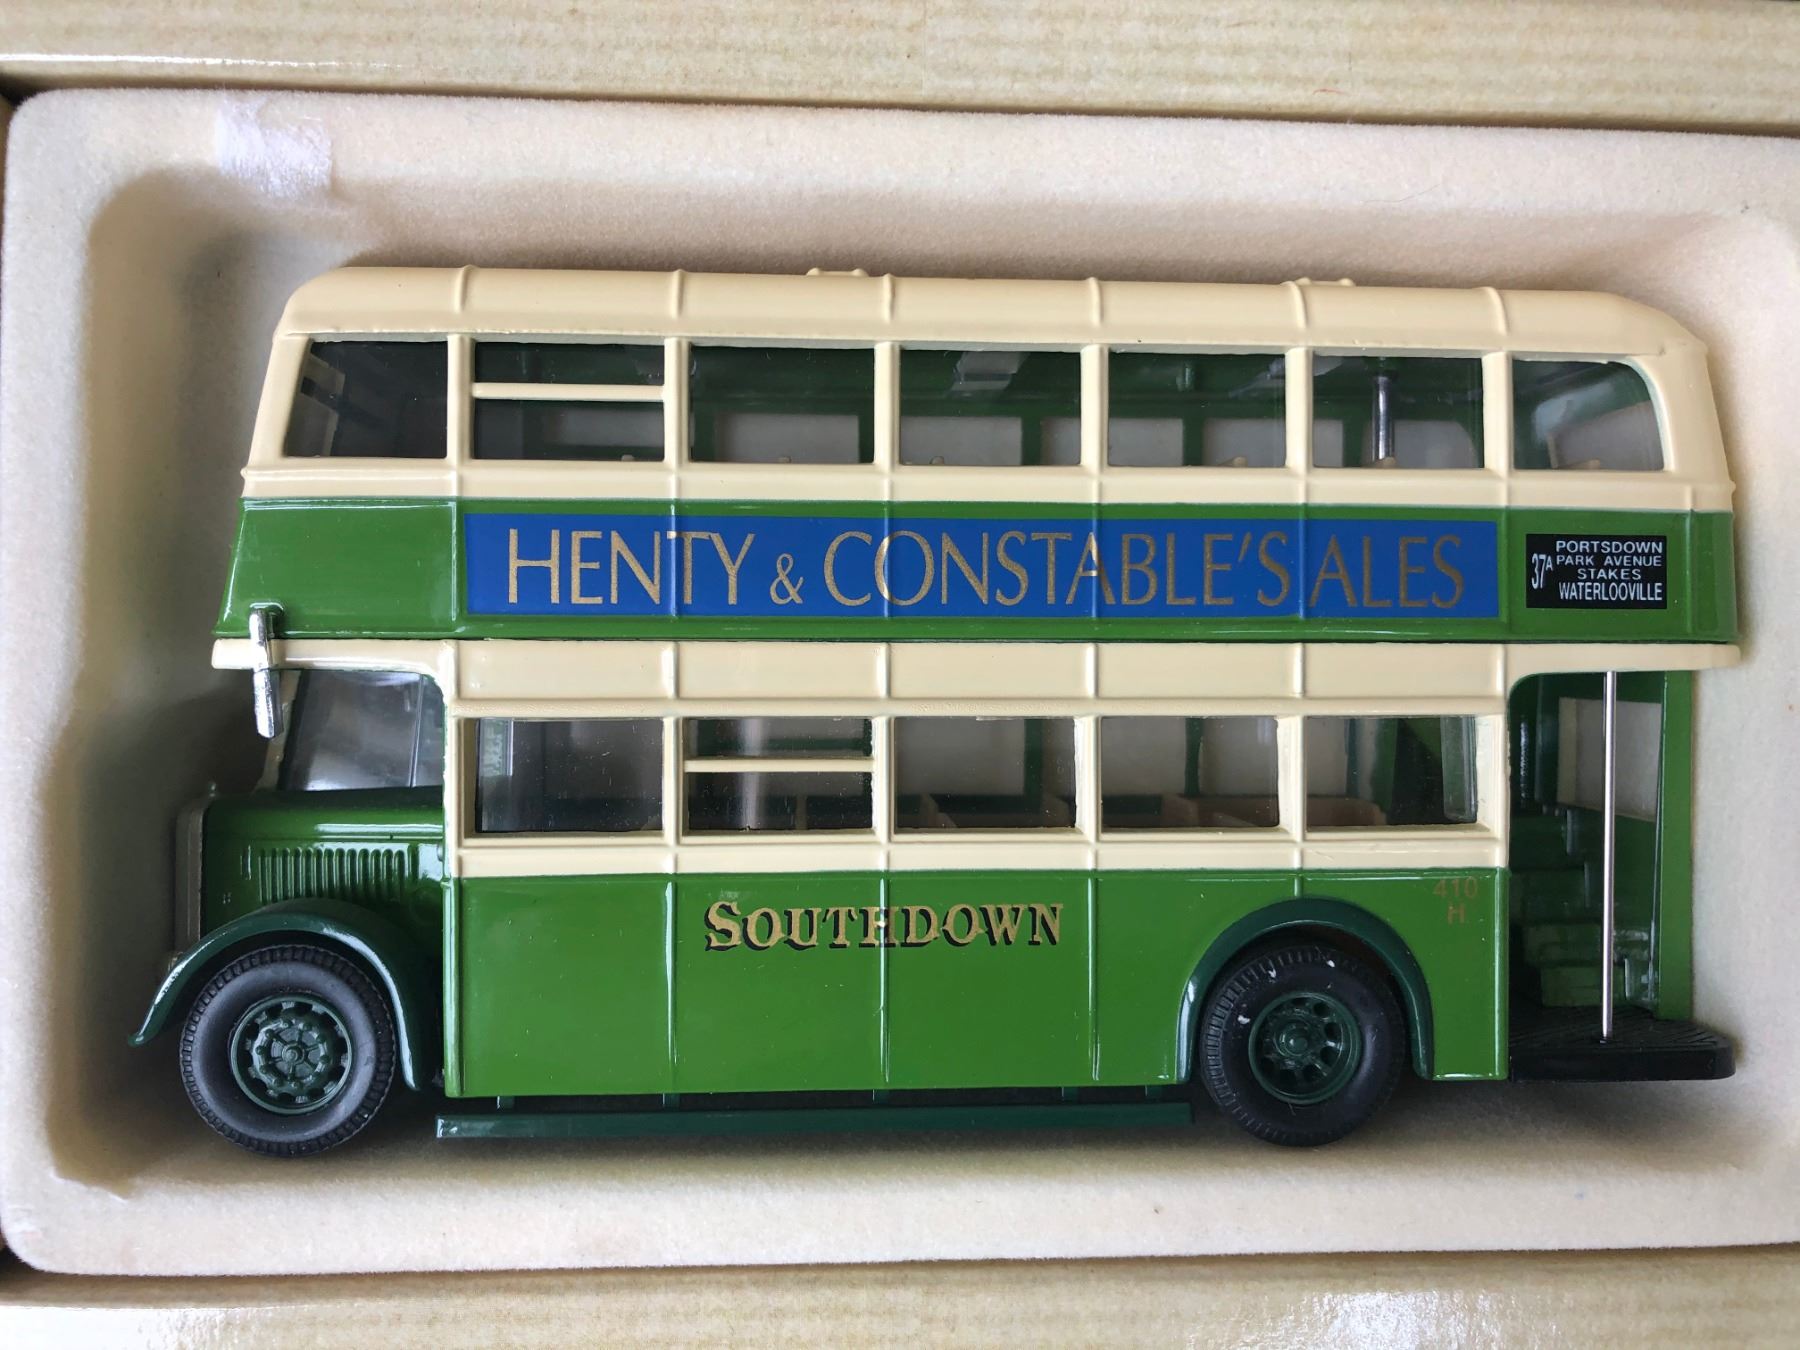 HENTY & CONSTABLE'S ALES
37A
PORTSDOWN
PARK AVENUE
STAKES
WATERLOOVILLE
SOUTHDOWN
410
H
H